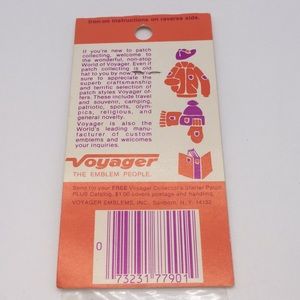 Iron-on instructions on reverse side.
If you're new to patch
collecting, welcome to
the wonderful, non-stop
World of Voyager. Even if
patch collecting is old
hat to you by now, you're
sure to appreciate the
superb craftsmanship
and terrific selection of
patch styles Voyager of-
fers. These include travel
and souvenir, camping,
patriotic, sports, olym-
pics, religious, and
general novelty.
Voyager is also the
World's leading manu-
facturer of custom
emblems and welcomes
your inquiries.
Voyager
THE EMBLEM PEOPLE.
Send for your FREE Voyager Collector's Starter Patch
PLUS Catalog. $1.00 covers postage and handling.
VOYAGER EMBLEMS, INC., Sanborn, N.Y. 14132
0 73231 77901